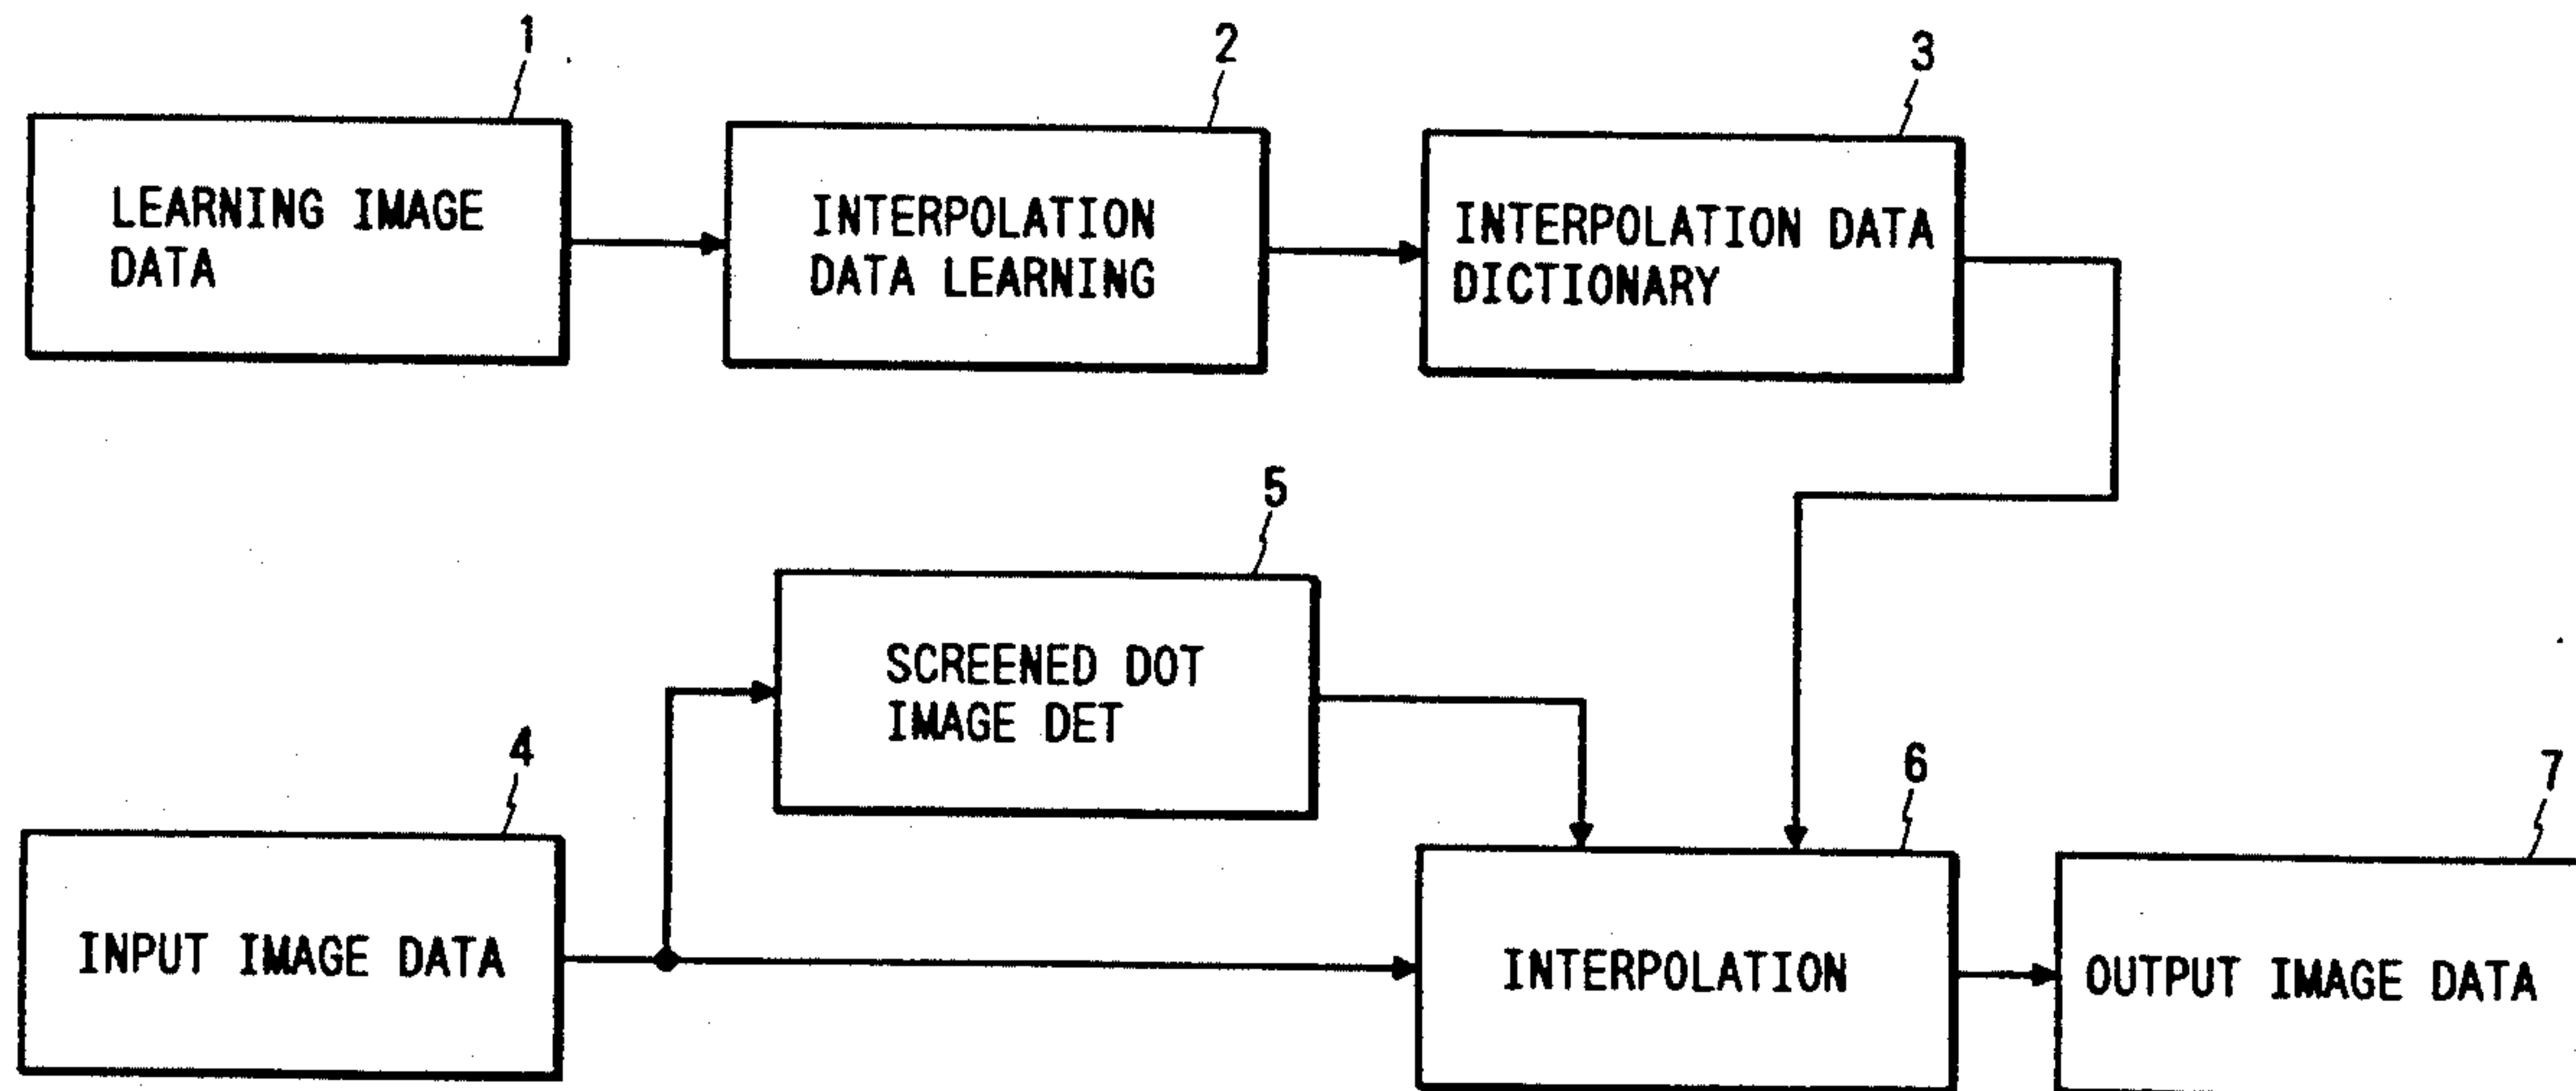 1
2
3
LEARNING IMAGE
DATA
INTERPOLATION
DATA LEARNING
INTERPOLATION DATA
DICTIONARY
5
SCREENED DOT
IMAGE DET
4
6
7
INPUT IMAGE DATA
INTERPOLATION
OUTPUT IMAGE DATA